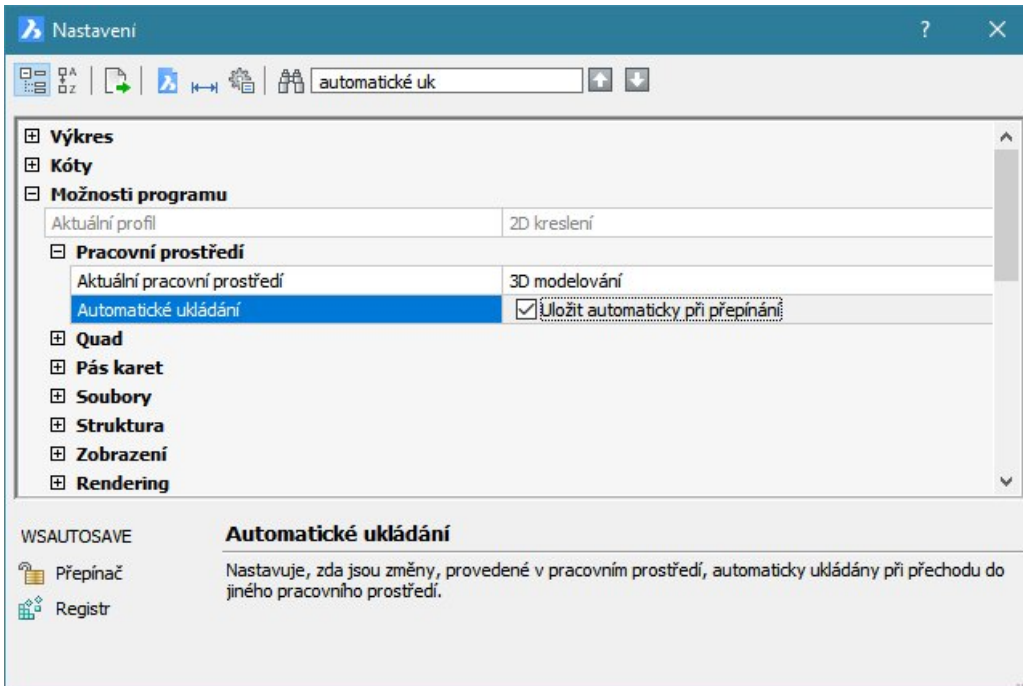 Nastavení
automatické uk
Výkres
Kóty
Možnosti programu
Aktuální profil 2D kreslení
Pracovní prostředí
Aktuální pracovní prostředí 3D modelování
Automatické ukládání Uložit automaticky při přepínání
Quad
Pás karet
Soubory
Struktura
Zobrazení
Rendering
WSAUTOSAVE
Přepínač
Registr
Automatické ukládání
Nastavuje, zda jsou změny, provedené v pracovním prostředí, automaticky ukládány při přechodu do
jiného pracovního prostředí.